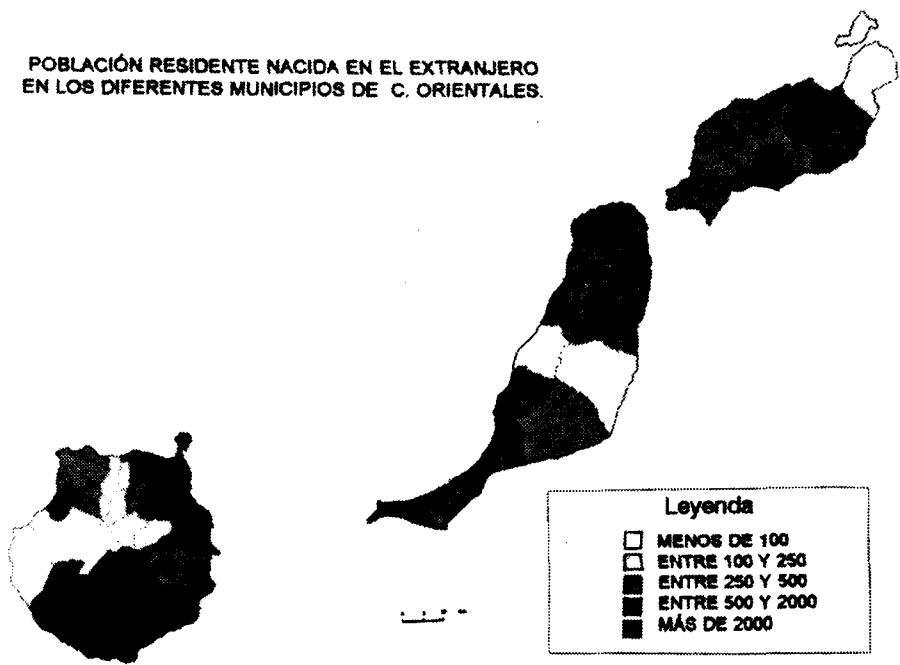 POBLACIÓN RESIDENTE NACIDA EN EL EXTRANJERO
EN LOS DIFERENTES MUNICIPIOS DE C. ORIENTALES.
Leyenda
MENOS DE 100
ENTRE 100 Y 250
ENTRE 250 Y 500
ENTRE 500 Y 2000
MÁS DE 2000